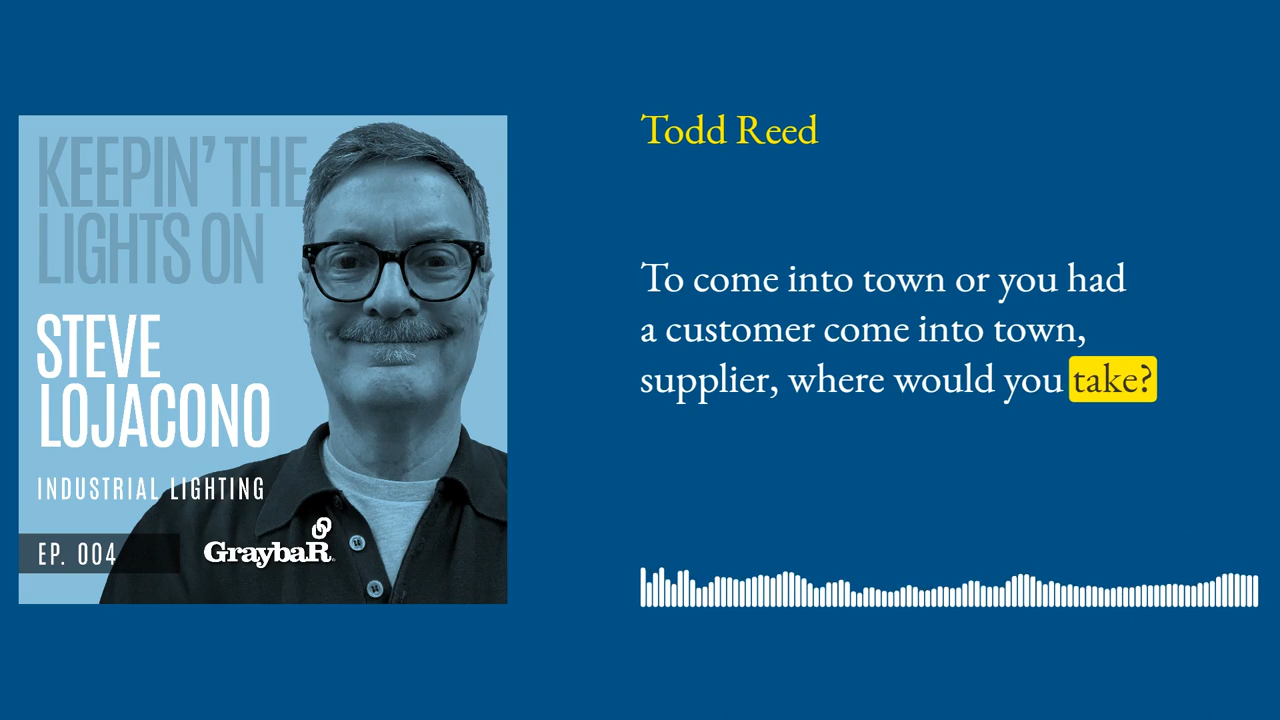 KEEPIN' THE
LIGHTS ON
STEVE
LOJACONO
INDUSTRIAL LIGHTING
EP. 004
GraybaR
Todd Reed
To come into town or you had
a customer come into town,
supplier, where would you take?